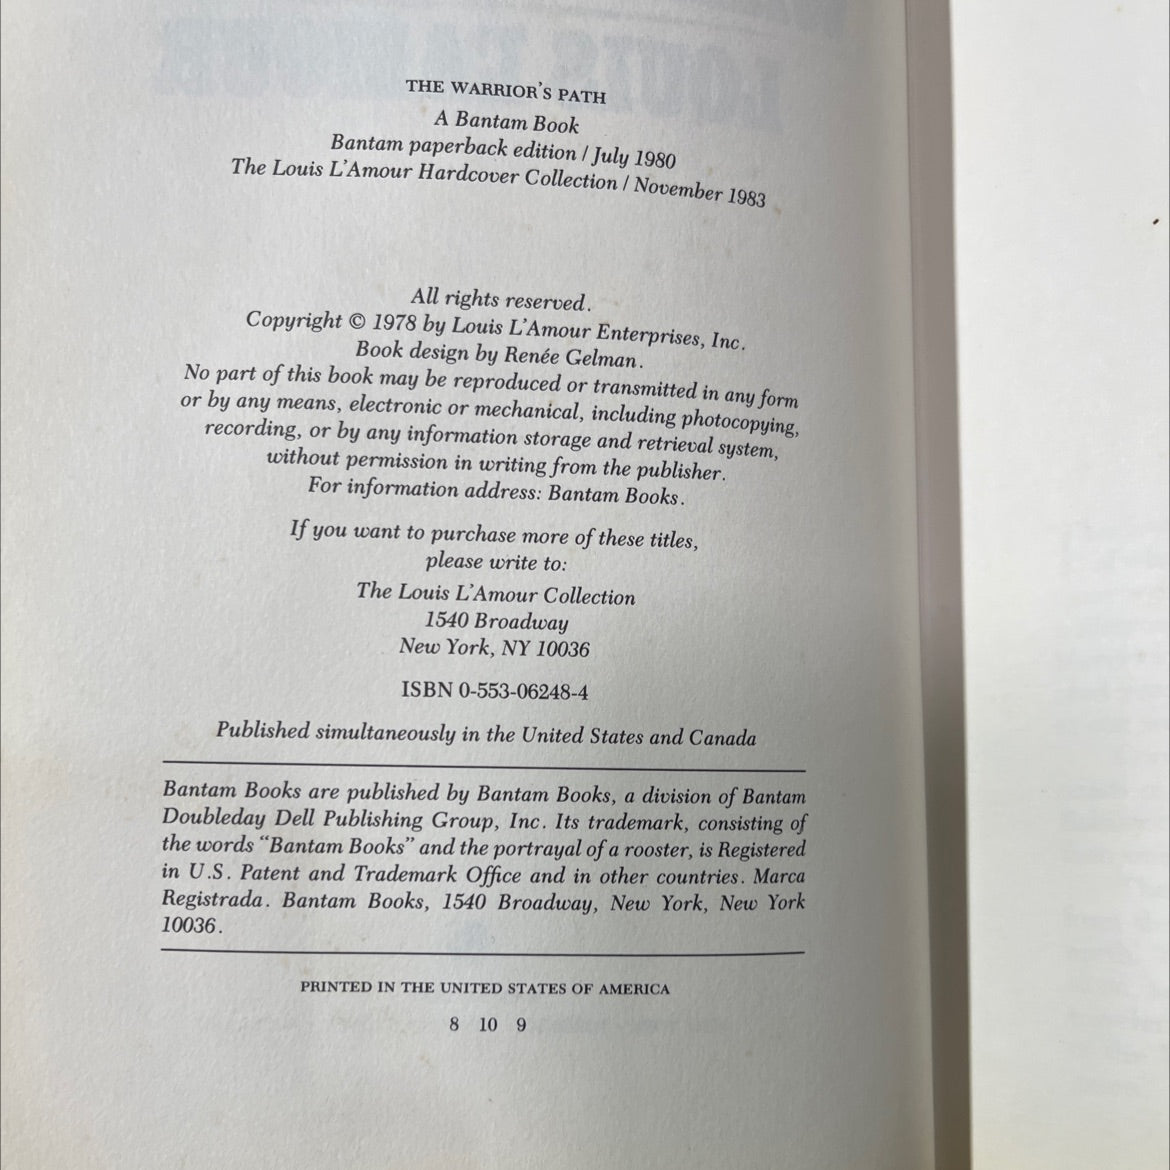 THE WARRIOR'S PATH
A Bantam Book
Bantam paperback edition / July 1980
The Louis L'Amour Hardcover Collection / November 1983
All rights reserved.
Copyright © 1978 by Louis L'Amour Enterprises, Inc.
Book design by Renée Gelman.
No part of this book may be reproduced or transmitted in any form
or by any means, electronic or mechanical, including photocopying,
recording, or by any information storage and retrieval system,
without permission in writing from the publisher.
For information address: Bantam Books.
If you want to purchase more of these titles,
please write to:
The Louis L'Amour Collection
1540 Broadway
New York, NY 10036
ISBN 0-553-06248-4
Published simultaneously in the United States and Canada
Bantam Books are published by Bantam Books, a division of Bantam
Doubleday Dell Publishing Group, Inc. Its trademark, consisting of
the words "Bantam Books" and the portrayal of a rooster, is Registered
in U.S. Patent and Trademark Office and in other countries. Marca
Registrada. Bantam Books, 1540 Broadway, New York, New York
10036.
PRINTED IN THE UNITED STATES OF AMERICA
8 10 9